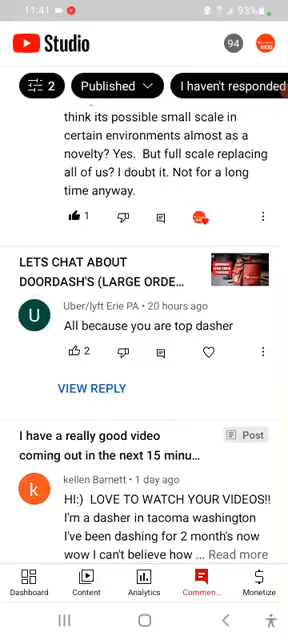 11:41
93%
Studio
94
2
Published
I haven't responded
think its possible small scale in
certain environments almost as a
novelty? Yes.  But full scale replacing
all of us? I doubt it. Not for a long
time anyway.
1
LETS CHAT ABOUT
DOORDASH'S (LARGE ORDE...
U
Uber/lyft Erie PA • 20 hours ago
All because you are top dasher
2
VIEW REPLY
I have a really good video
coming out in the next 15 minu...
Post
k
kellen Barnett • 1 day ago
HI:)  LOVE TO WATCH YOUR VIDEOS!!
I'm a dasher in tacoma washington
I've been dashing for 2 month's now
wow I can't believe how ... Read more
Dashboard
Content
Analytics
Commen...
Monetize